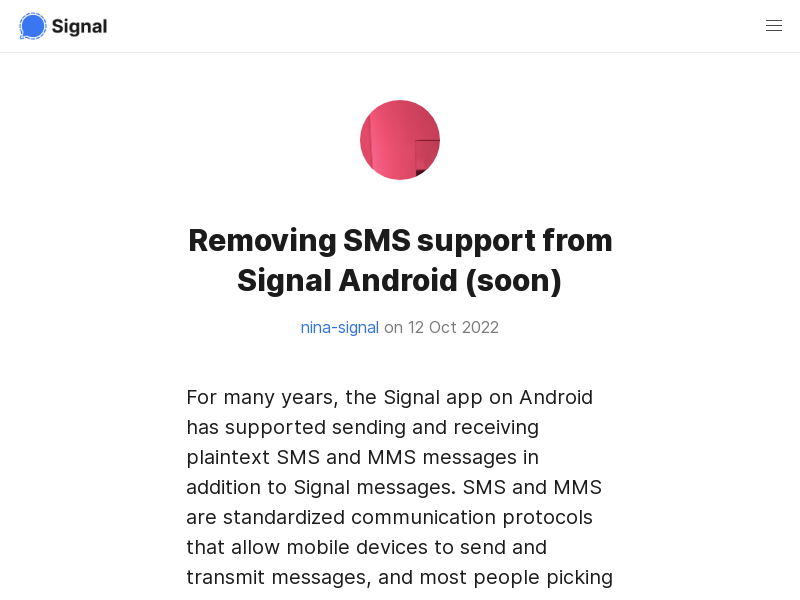 Signal
Removing SMS support from
Signal Android (soon)
nina-signal on 12 Oct 2022
For many years, the Signal app on Android
has supported sending and receiving
plaintext SMS and MMS messages in
addition to Signal messages. SMS and MMS
are standardized communication protocols
that allow mobile devices to send and
transmit messages, and most people picking